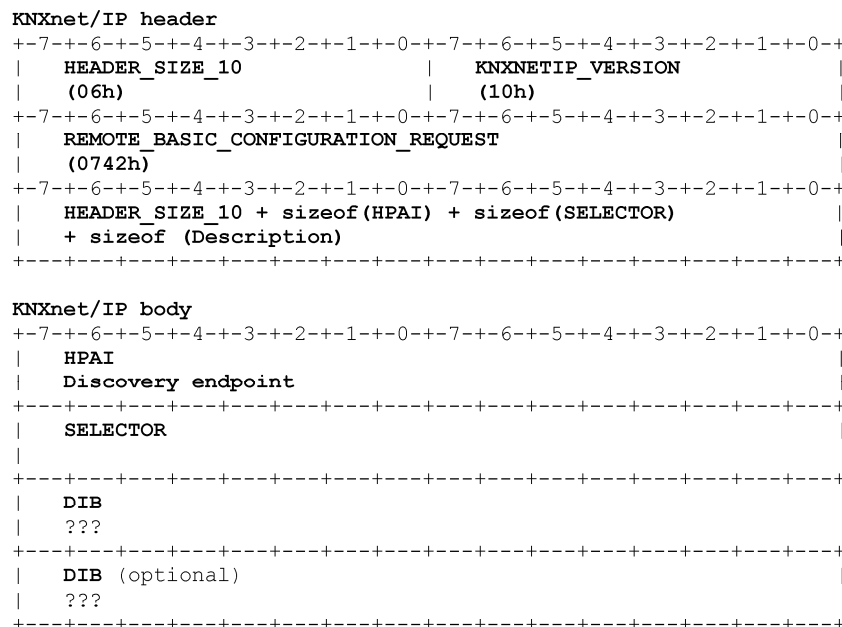 KNXnet/IP header
+-7-+-6-+-5-+-4-+-3-+-2-+-1-+-0-+-7-+-6-+-5-+-4-+-3-+-2-+-1-+-0-+
|   HEADER_SIZE_10              |   KNXNETIP_VERSION            |
|   (06h)                       |   (10h)                       |
+-7-+-6-+-5-+-4-+-3-+-2-+-1-+-0-+-7-+-6-+-5-+-4-+-3-+-2-+-1-+-0-+
|   REMOTE_BASIC_CONFIGURATION_REQUEST                          |
|   (0742h)
+-7-+-6-+-5-+-4-+-3-+-2-+-1-+-0-+-7-+-6-+-5-+-4-+-3-+-2-+-1-+-0-+
|   HEADER_SIZE_10 + sizeof(HPAI) + sizeof(SELECTOR)            |
|   + sizeof (Description)                                      |
+---+---+---+---+---+---+---+---+---+---+---+---+---+---+---+---+
KNXnet/IP body
+-7-+-6-+-5-+-4-+-3-+-2-+-1-+-0-+-7-+-6-+-5-+-4-+-3-+-2-+-1-+-0-+
|   HPAI                                                        |
|   Discovery endpoint                                          |
+---+---+---+---+---+---+---+---+---+---+---+---+---+---+---+---+
|   SELECTOR                                                    |
|
+---+---+---+---+---+---+---+---+---+---+---+---+---+---+---+---+
|   DIB
|   ???
+---+---+---+---+---+---+---+---+---+---+---+---+---+---+---+---+
|   DIB (optional)                                              |
|   ???
+---+---+---+---+---+---+---+---+---+---+---+---+---+---+---+---+